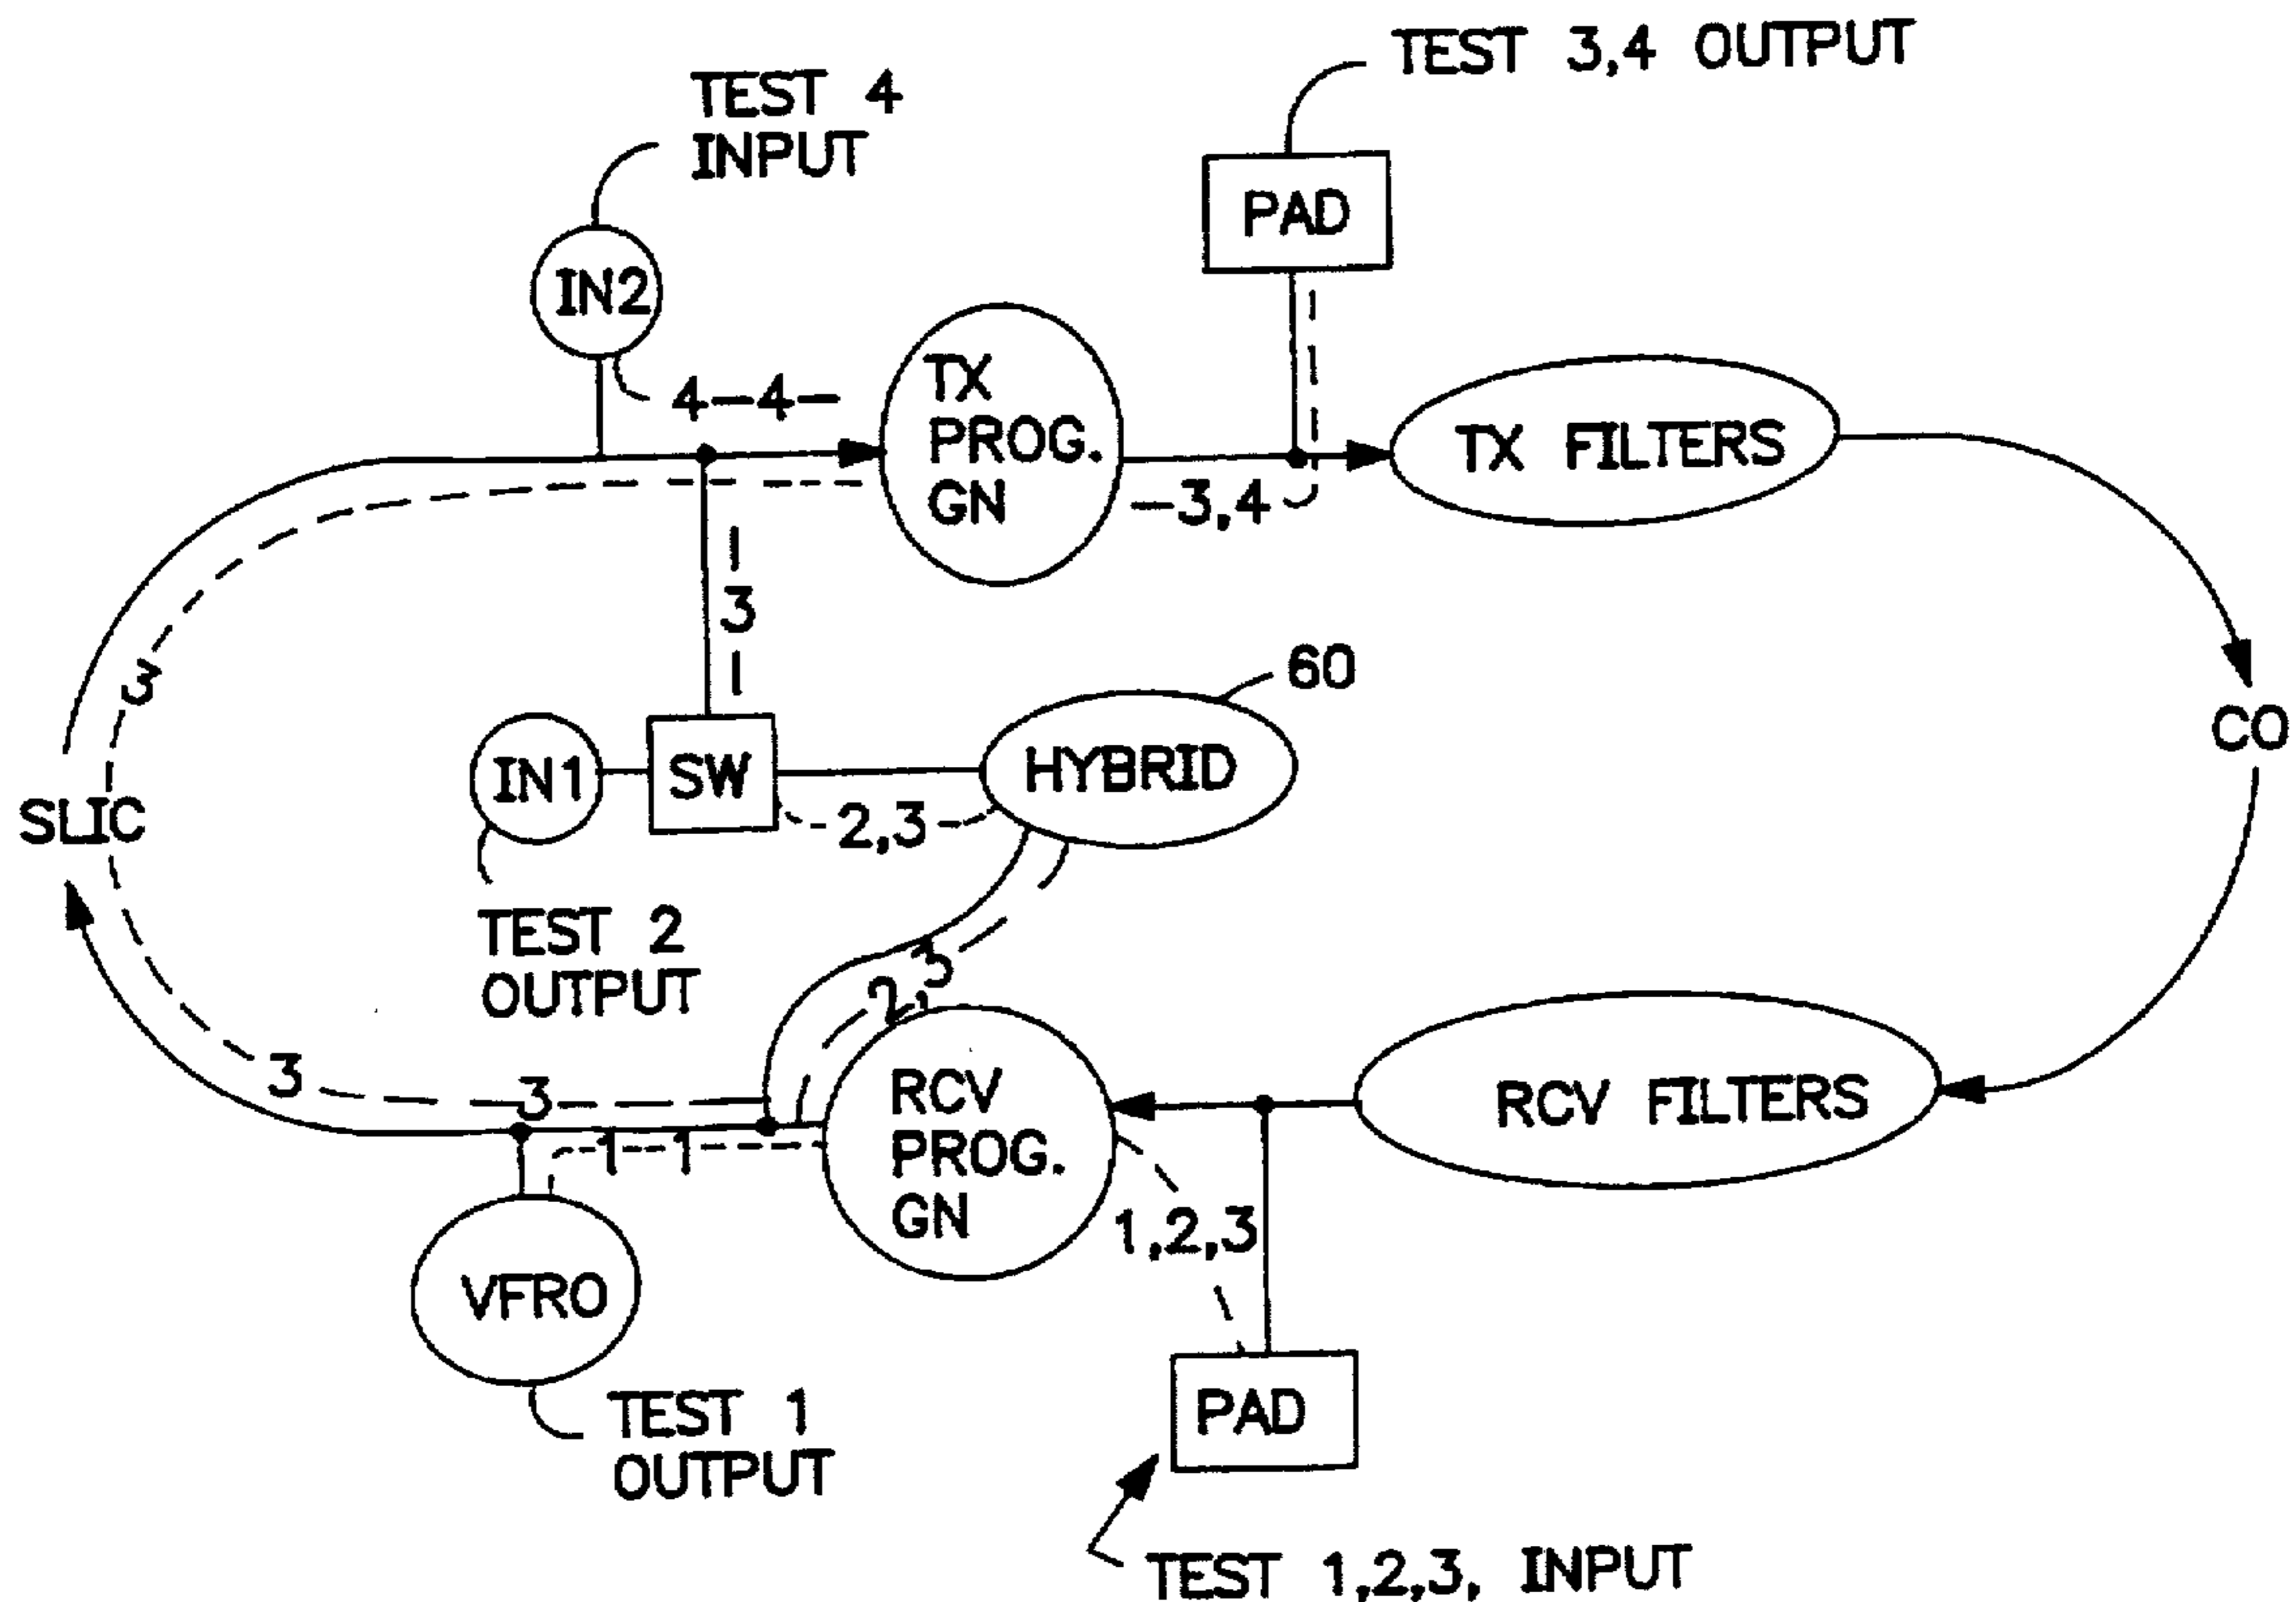 TEST 3,4 OUTPUT
TEST 4
INPUT
PAD
IN2
4-4-
TX
PROG.
GN
TX FILTERS
-3,4
3
3
60
CO
IN1
SW
HYBRID
SLIC
2,3
TEST 2
OUTPUT
2,3
3
3
RCV
PROG.
GN
RCV FILTERS
1 1
1,2,3
VFRO
TEST 1
OUTPUT
PAD
TEST 1,2,3, INPUT